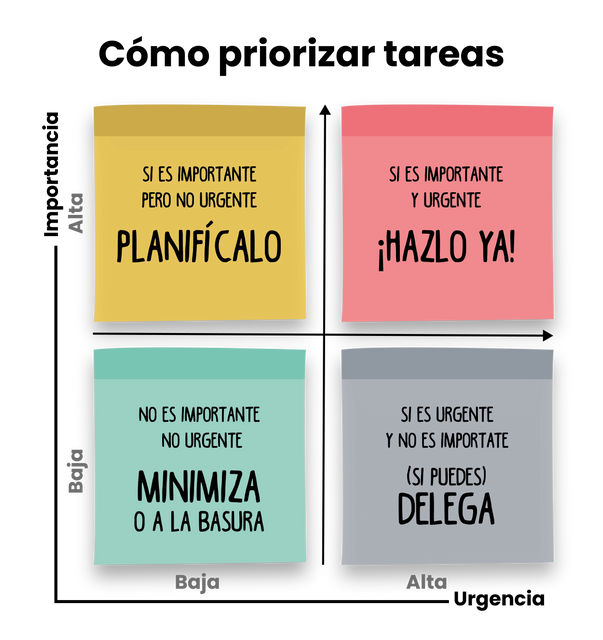 Cómo priorizar tareas
Importancia
Alta
SI ES IMPORTANTE
PERO NO URGENTE
PLANIFÍCALO
SI ES IMPORTANTE
Y URGENTE
¡HAZLO YA!
Baja
NO ES IMPORTANTE
NO URGENTE
MINIMIZA
O A LA BASURA
SI ES URGENTE
Y NO ES IMPORTATE
(SI PUEDES)
DELEGA
Baja
Alta
Urgencia